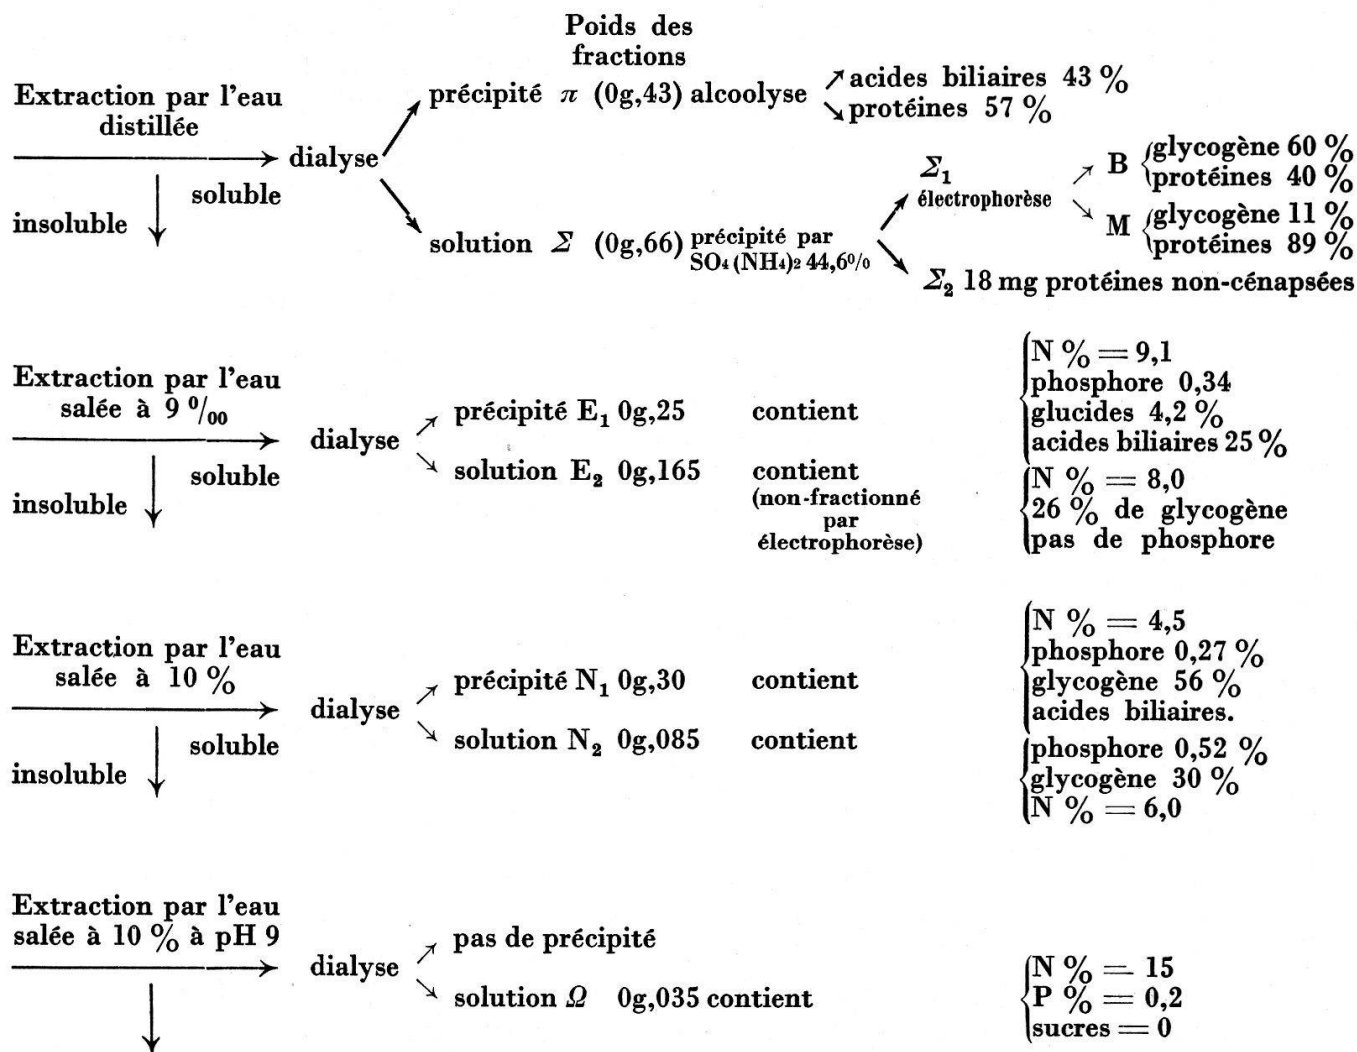 Poids des
fractions
Extraction par l'eau
distillée
soluble
insoluble
dialyse
précipité π (0g,43) alcoolyse
acides biliaires 43 %
protéines 57 %
solution Σ (0g,66) précipité par
SO₄(NH₄)₂ 44,6%
Σ₁
électrophorèse
B
glycogène 60 %
protéines 40 %
M
glycogène 11 %
protéines 89 %
Σ₂ 18 mg protéines non-cénapsées
Extraction par l'eau
salée à 9 ‰
soluble
insoluble
dialyse
précipité E₁ 0g,25 contient
N % = 9,1
phosphore 0,34
glucides 4,2 %
acides biliaires 25 %
solution E₂ 0g,165 contient
(non-fractionné
par
électrophorèse)
N % = 8,0
26 % de glycogène
pas de phosphore
Extraction par l'eau
salée à 10 %
soluble
insoluble
dialyse
précipité N₁ 0g,30 contient
N % = 4,5
phosphore 0,27 %
glycogène 56 %
acides biliaires.
solution N₂ 0g,085 contient
phosphore 0,52 %
glycogène 30 %
N % = 6,0
Extraction par l'eau
salée à 10 % à pH 9
dialyse
pas de précipité
solution Ω 0g,035 contient
N % = 15
P % = 0,2
sucres = 0